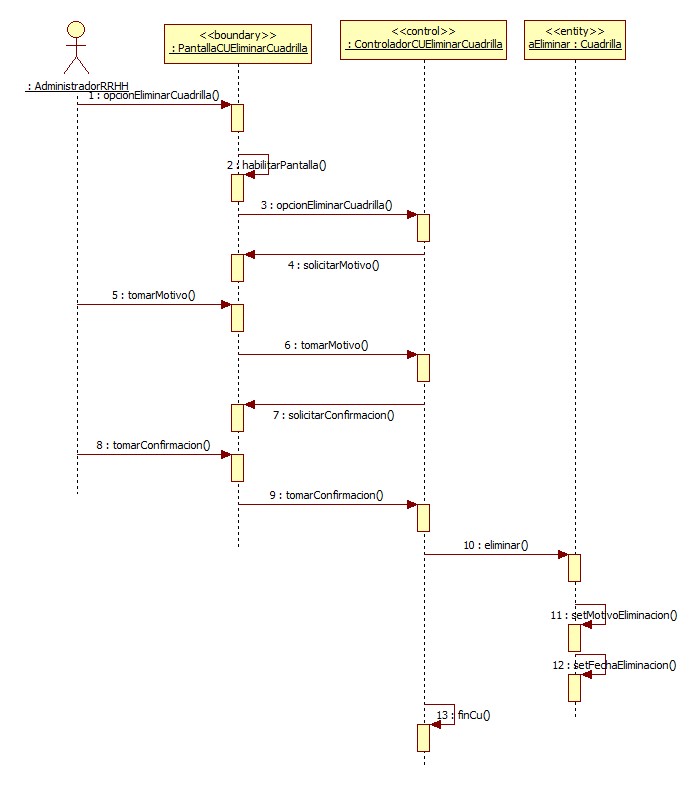 <<boundary>>
: PantallaCUEliminarCuadrilla
<<control>>
: ControladorCUEliminarCuadrilla
<<entity>>
aEliminar : Cuadrilla
: AdministradorRRHH
1 : opcionEliminarCuadrilla()
2 : habilitarPantalla()
3 : opcionEliminarCuadrilla()
4 : solicitarMotivo()
5 : tomarMotivo()
6 : tomarMotivo()
7 : solicitarConfirmacion()
8 : tomarConfirmacion()
9 : tomarConfirmacion()
10 : eliminar()
11 : setMotivoEliminacion()
12 : setFechaEliminacion()
13 : finCu()